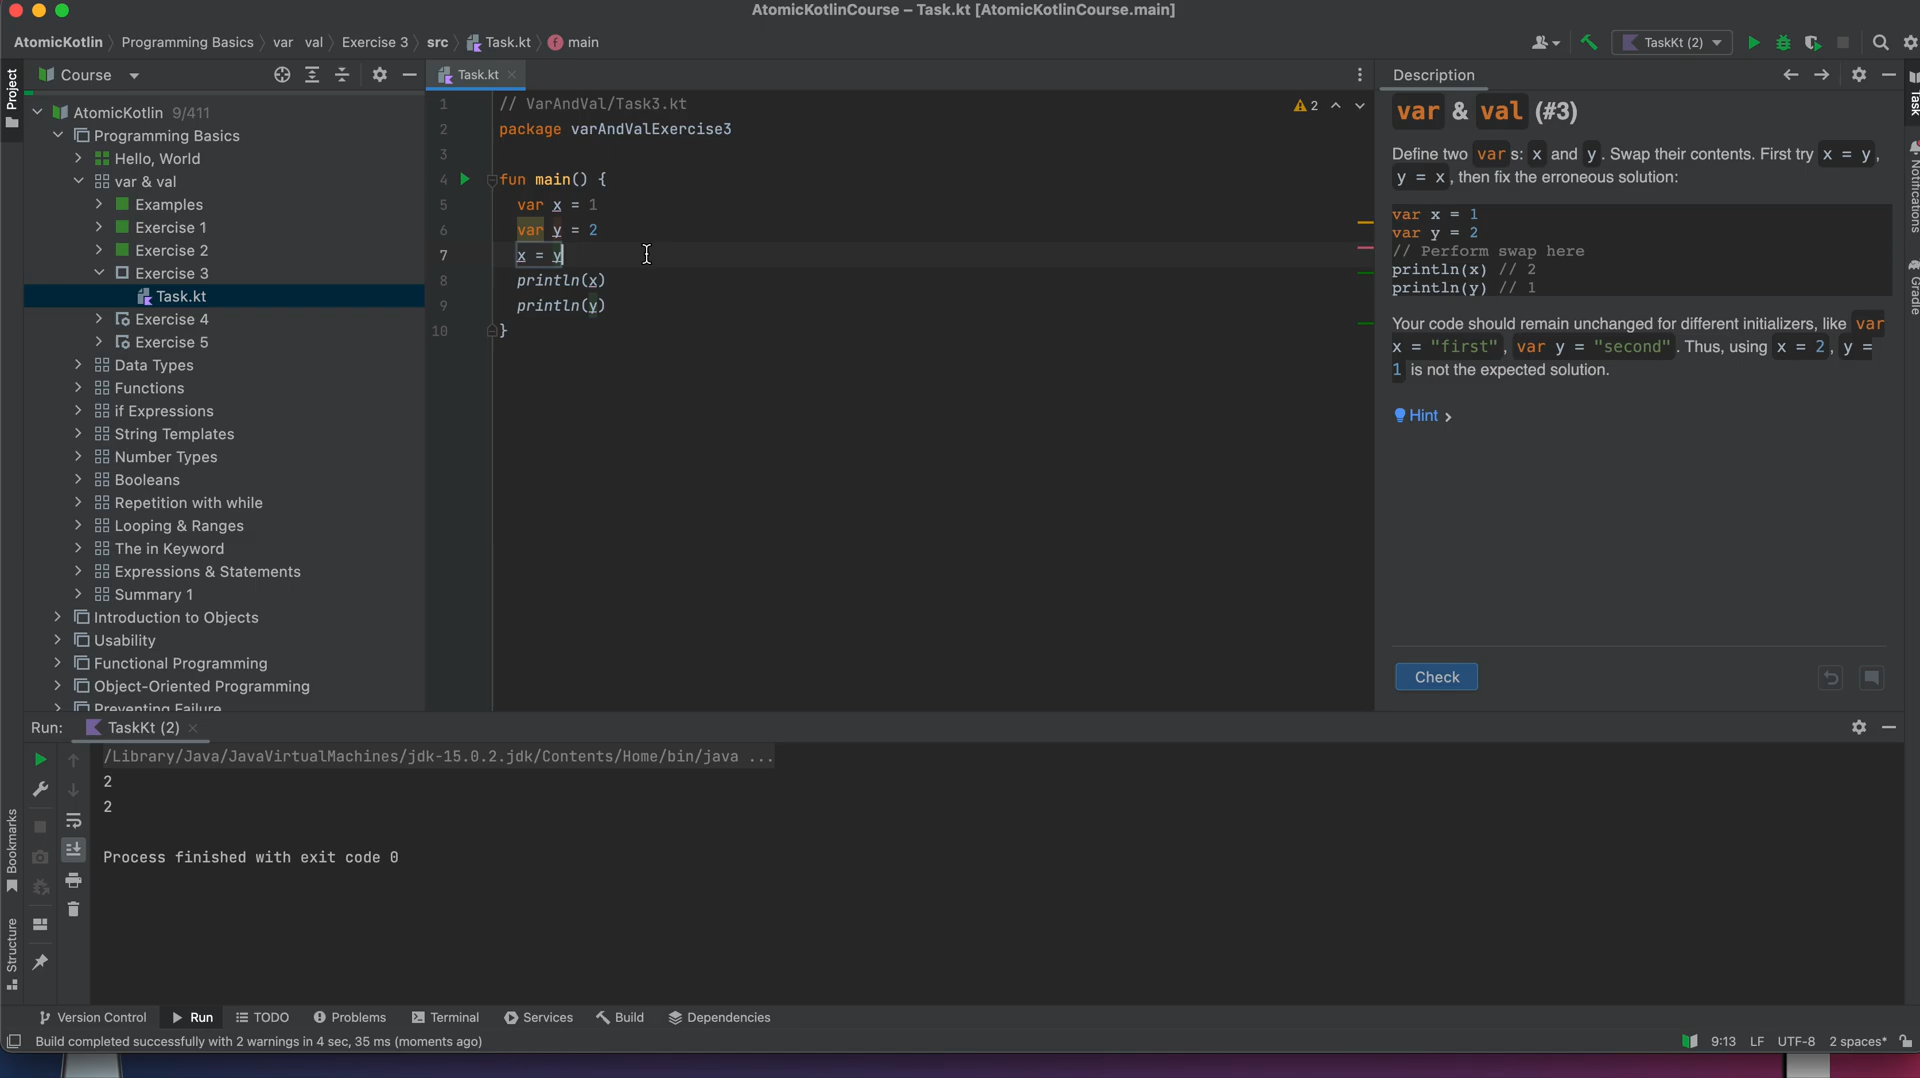 AtomicKotlinCourse – Task.kt [AtomicKotlinCourse.main]
AtomicKotlin Programming Basics var val Exercise 3 src Task.kt main
TaskKt (2)
Project
Course
Task.kt
Description
Task
Notifications
Gradle
AtomicKotlin 9/411
Programming Basics
Hello, World
var & val
Examples
Exercise 1
Exercise 2
Exercise 3
Task.kt
Exercise 4
Exercise 5
Data Types
Functions
if Expressions
String Templates
Number Types
Booleans
Repetition with while
Looping & Ranges
The in Keyword
Expressions & Statements
Summary 1
Introduction to Objects
Usability
Functional Programming
Object-Oriented Programming
Preventing Failure
1 // VarAndVal/Task3.kt
2 package varAndValExercise3
3
4 fun main() {
5 var x = 1
6 var y = 2
7 x = y
8 println(x)
9 println(y)
10 }
2
var & val (#3)
Define two vars: x and y. Swap their contents. First try x = y,
y = x, then fix the erroneous solution:
var x = 1
var y = 2
// Perform swap here
println(x) // 2
println(y) // 1
Your code should remain unchanged for different initializers, like var
x = "first", var y = "second". Thus, using x = 2, y =
1 is not the expected solution.
Hint
Check
Run: TaskKt (2)
/Library/Java/JavaVirtualMachines/jdk-15.0.2.jdk/Contents/Home/bin/java ...
2
2
Process finished with exit code 0
Bookmarks
Structure
Version Control Run TODO Problems Terminal Services Build Dependencies
Build completed successfully with 2 warnings in 4 sec, 35 ms (moments ago)
9:13 LF UTF-8 2 spaces*